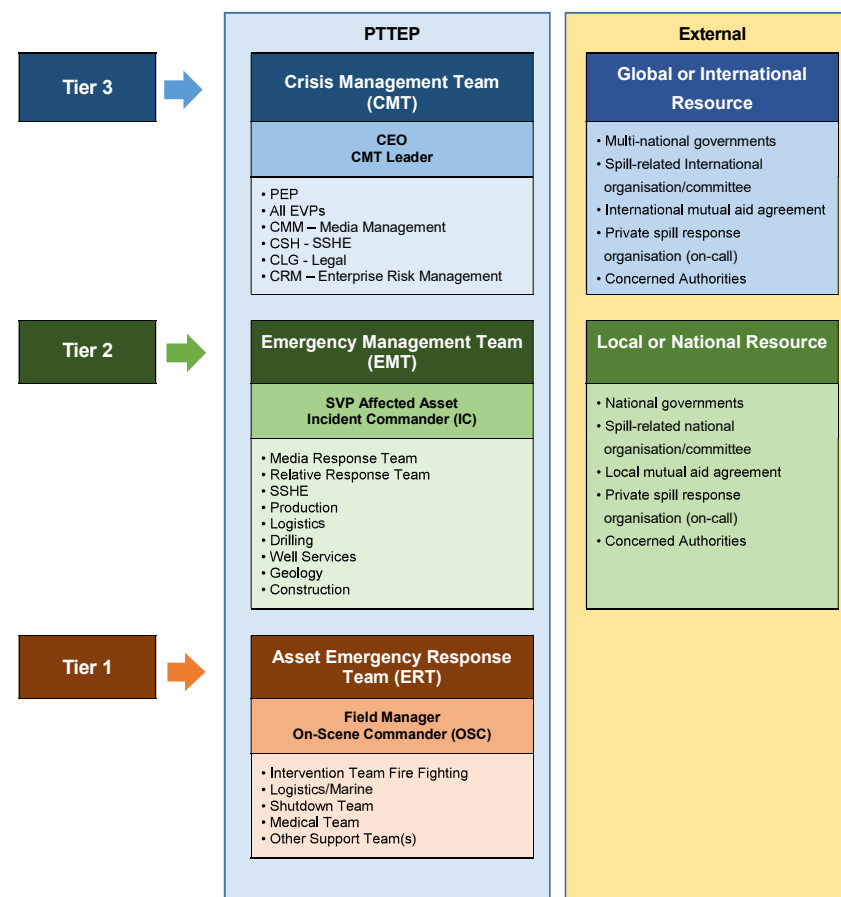 PTTEP
External
Tier 3
Crisis Management Team
(CMT)
CEO
CMT Leader
• PEP
• All EVPs
• CMM – Media Management
• CSH - SSHE
• CLG - Legal
• CRM – Enterprise Risk Management
Global or International
Resource
• Multi-national governments
• Spill-related International
organisation/committee
• International mutual aid agreement
• Private spill response
organisation (on-call)
• Concerned Authorities
Tier 2
Emergency Management Team
(EMT)
SVP Affected Asset
Incident Commander (IC)
• Media Response Team
• Relative Response Team
• SSHE
• Production
• Logistics
• Drilling
• Well Services
• Geology
• Construction
Local or National Resource
• National governments
• Spill-related national
organisation/committee
• Local mutual aid agreement
• Private spill response
organisation (on-call)
• Concerned Authorities
Tier 1
Asset Emergency Response
Team (ERT)
Field Manager
On-Scene Commander (OSC)
• Intervention Team Fire Fighting
• Logistics/Marine
• Shutdown Team
• Medical Team
• Other Support Team(s)